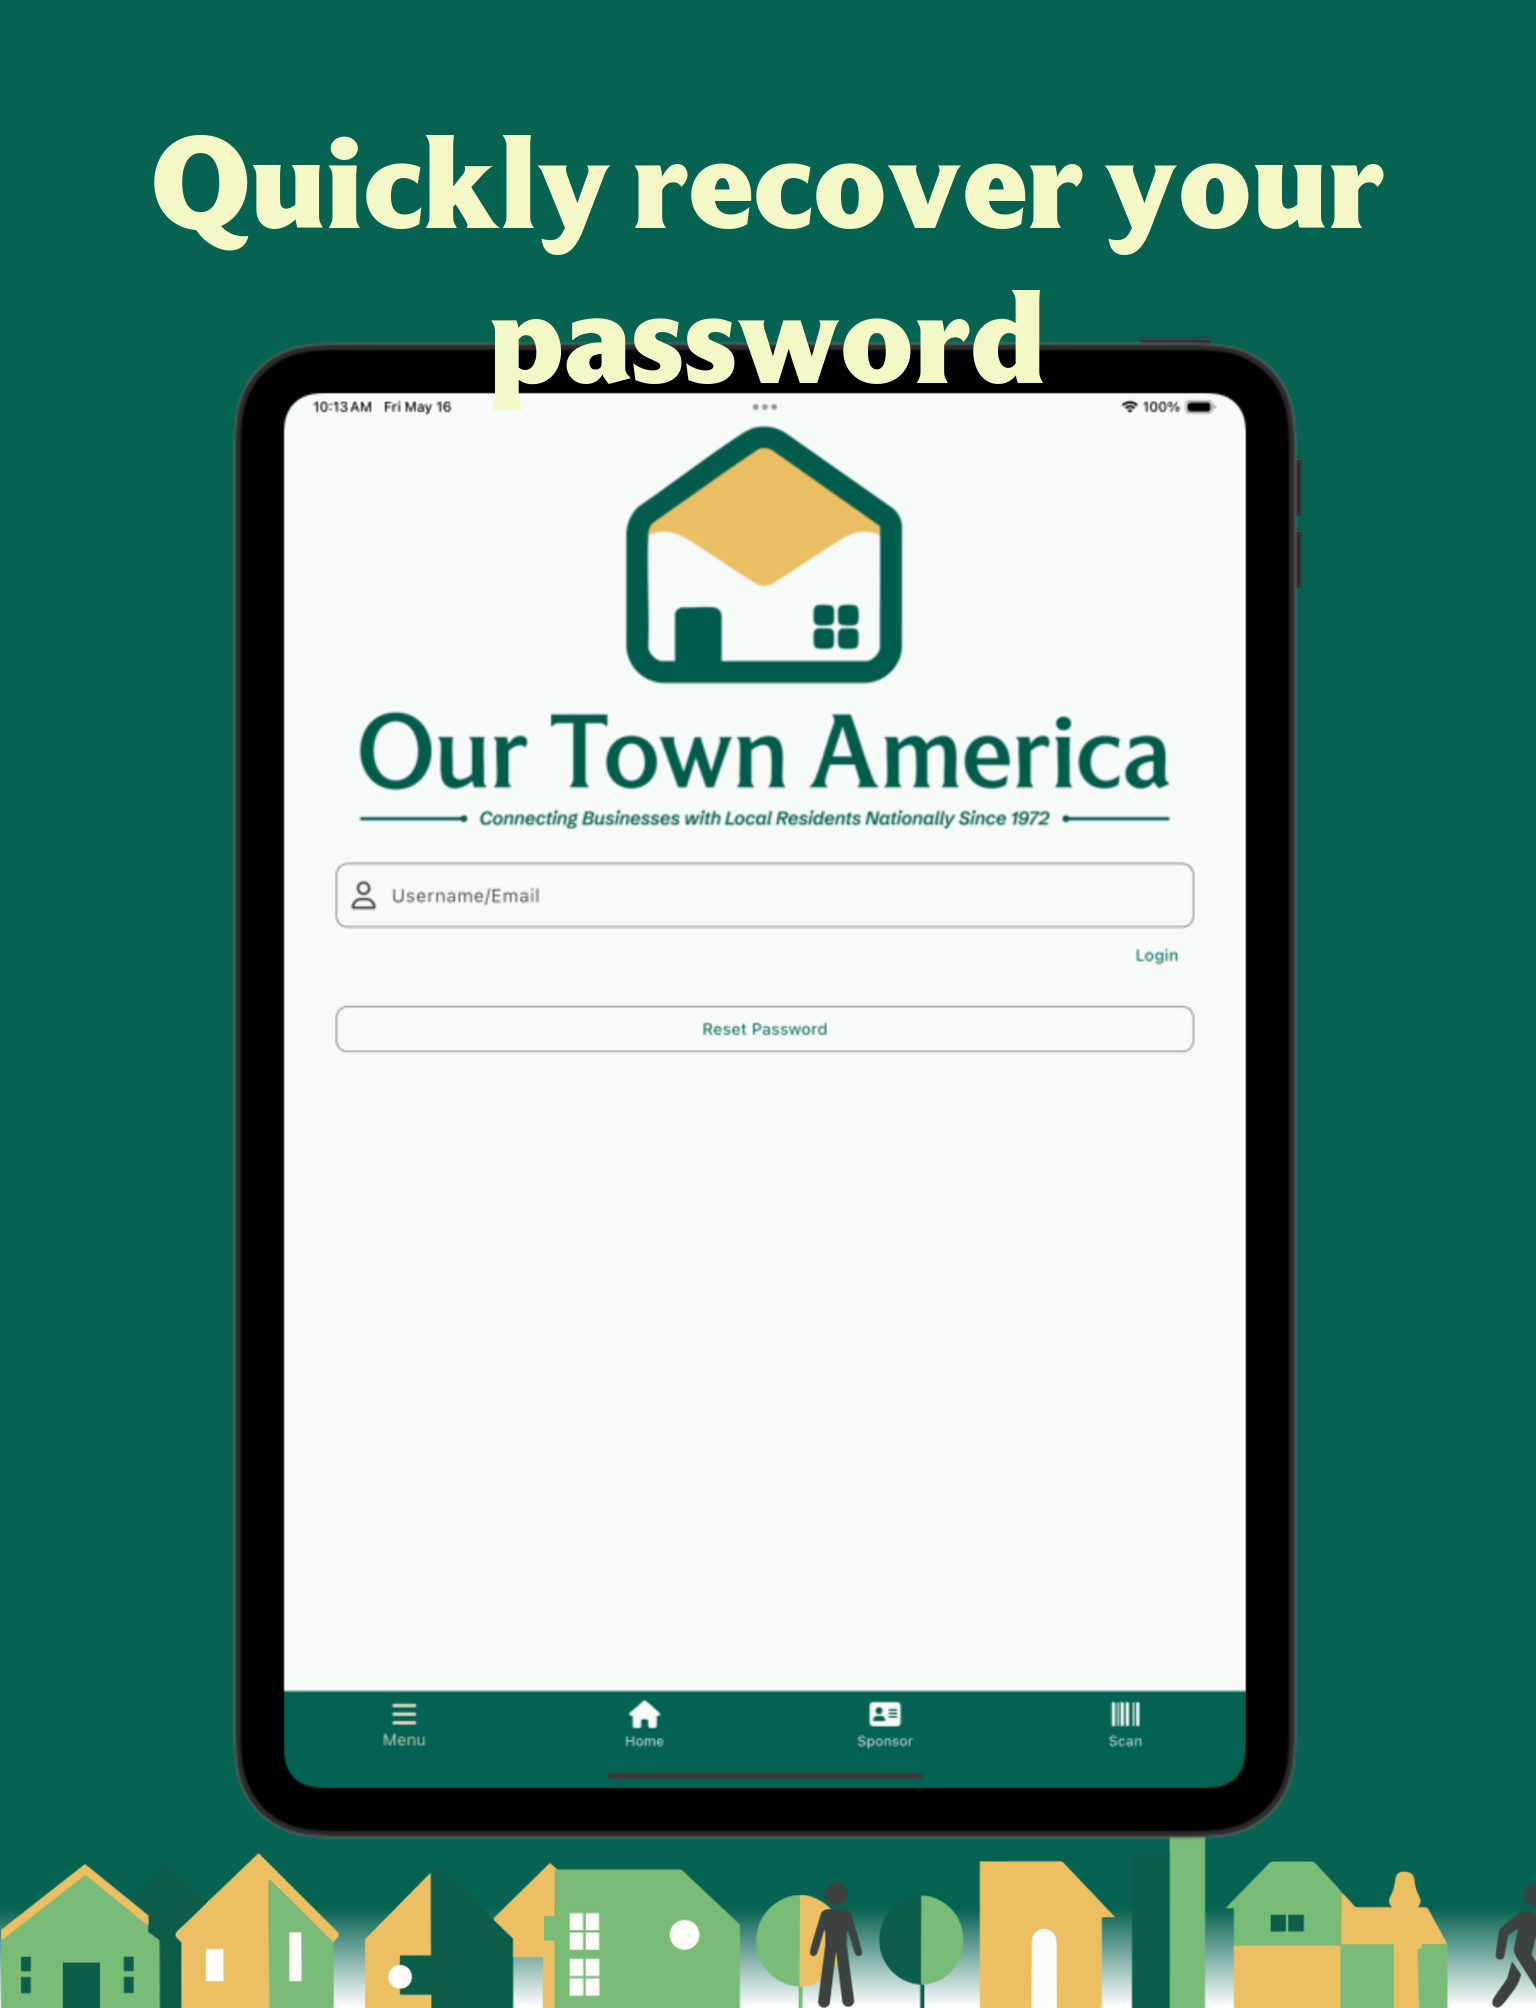 Quickly recover your
password
10:13 AM Fri May 16
100%
Our Town America
Connecting Businesses with Local Residents Nationally Since 1972
Username/Email
Login
Reset Password
Menu Home Sponsor Scan